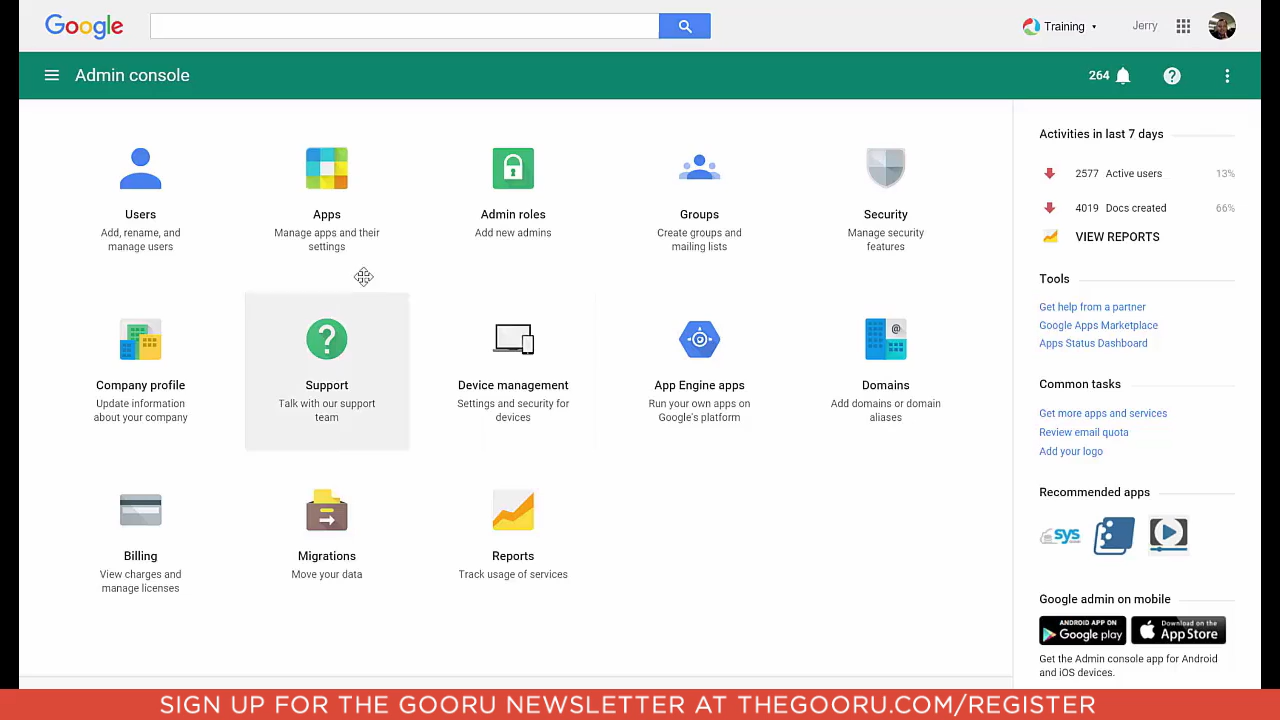 Google
Training
Jerry
Admin console
264
Users
Add, rename, and
manage users
Apps
Manage apps and their
settings
Admin roles
Add new admins
Groups
Create groups and
mailing lists
Security
Manage security
features
Company profile
Update information
about your company
Support
Talk with our support
team
Device management
Settings and security for
devices
App Engine apps
Run your own apps on
Google's platform
Domains
Add domains or domain
aliases
Billing
View charges and
manage licenses
Migrations
Move your data
Reports
Track usage of services
Activities in last 7 days
2577 Active users 13%
4019 Docs created 66%
VIEW REPORTS
Tools
Get help from a partner
Google Apps Marketplace
Apps Status Dashboard
Common tasks
Get more apps and services
Review email quota
Add your logo
Recommended apps
sys
Google admin on mobile
ANDROID APP ON
Google play
Download on the
App Store
Get the Admin console app for Android
and iOS devices.
SIGN UP FOR THE GOORU NEWSLETTER AT THEGOORU.COM/REGISTER